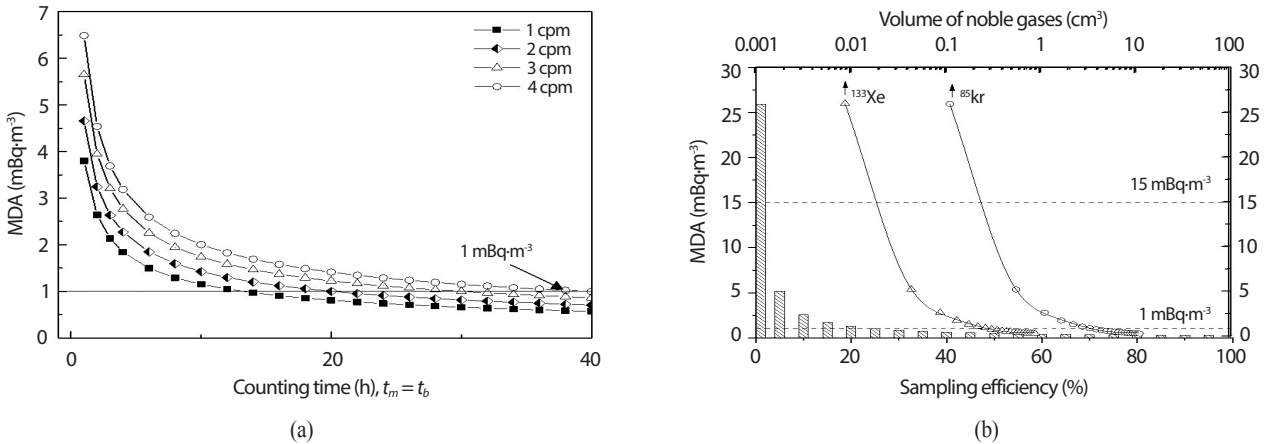 7
6
5
4
3
2
1
0
MDA (mBq·m⁻³)
1 cpm
2 cpm
3 cpm
4 cpm
1 mBq·m⁻³
0 20 40
Counting time (h), tₘ = t_b
(a)
Volume of noble gases (cm³)
0.001 0.01 0.1 1 10 100
30
25
20
15
10
5
0
MDA (mBq·m⁻³)
¹³³Xe
⁸⁵kr
15 mBq·m⁻³
1 mBq·m⁻³
30
25
20
15
10
5
0
0 20 40 60 80 100
Sampling efficiency (%)
(b)